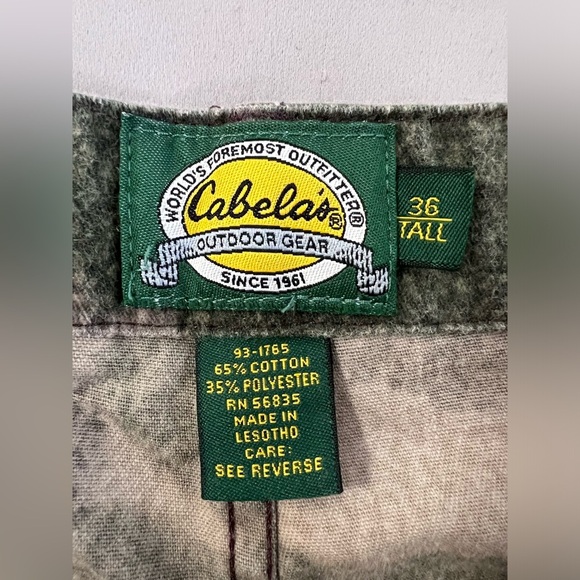 WORLD'S FOREMOST OUTFITTER®
Cabela's®
OUTDOOR GEAR
SINCE 1961
36
TALL
93-1765
65% COTTON
35% POLYESTER
RN 56835
MADE IN
LESOTHO
CARE:
SEE REVERSE